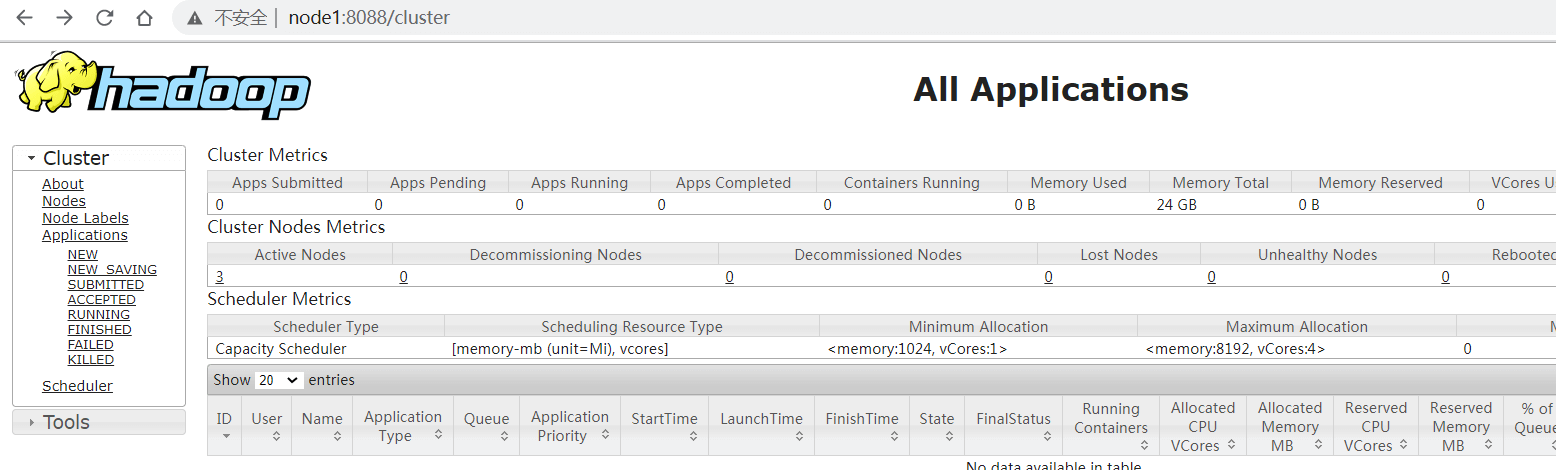 不安全 | node1:8088/cluster
hadoop
All Applications
Cluster
About
Nodes
Node Labels
Applications
NEW
NEW_SAVING
SUBMITTED
ACCEPTED
RUNNING
FINISHED
FAILED
KILLED
Scheduler
Tools
Cluster Metrics
Apps Submitted Apps Pending Apps Running Apps Completed Containers Running Memory Used Memory Total Memory Reserved VCores U
0 0 0 0 0 0 B 24 GB 0 B 0
Cluster Nodes Metrics
Active Nodes Decommissioning Nodes Decommissioned Nodes Lost Nodes Unhealthy Nodes Rebooted
3 0 0 0 0 0
Scheduler Metrics
Scheduler Type Scheduling Resource Type Minimum Allocation Maximum Allocation M
Capacity Scheduler [memory-mb (unit=Mi), vcores] <memory:1024, vCores:1> <memory:8192, vCores:4> 0
Show 20 entries
ID User Name Application Type Queue Application Priority StartTime LaunchTime FinishTime State FinalStatus Running Containers Allocated CPU VCores Allocated Memory MB Reserved CPU VCores Reserved Memory MB % of Queue
No data available in table